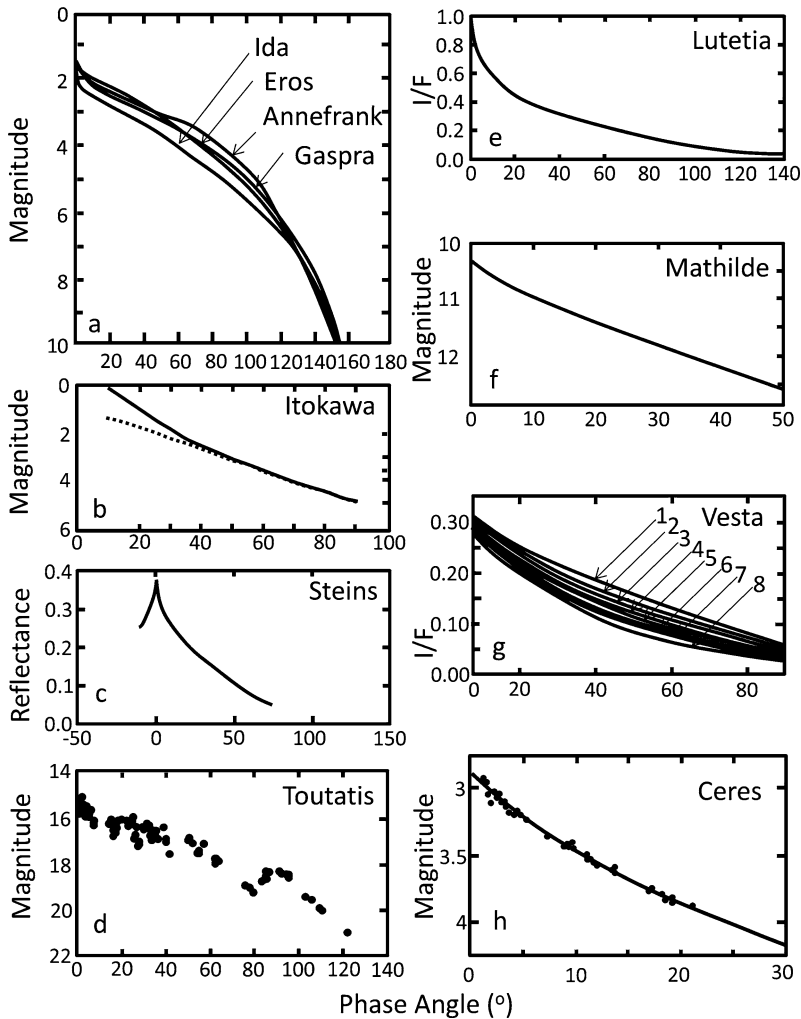 0
2
4
6
8
10
Magnitude
Ida
Eros
Annefrank
Gaspra
a
20 40 60 80 100 120 140 160 180
0
2
4
6
Magnitude
Itokawa
b
0 20 40 60 80 100
0.4
0.3
0.2
0.1
0.0
Reflectance
Steins
c
-50 0 50 100 150
14
16
18
20
22
Magnitude
Toutatis
d
0 20 40 60 80 100 120 140
1.0
0.8
0.6
0.4
0.2
0.0
I/F
Lutetia
e
0 20 40 60 80 100 120 140
10
11
12
Magnitude
Mathilde
f
0 10 20 30 40 50
0.30
0.20
0.10
0.00
I/F
1 2 3 4 5 6 7 8
Vesta
g
0 20 40 60 80
3
3.5
4
Magnitude
Ceres
h
0 10 20 30
Phase Angle (º)